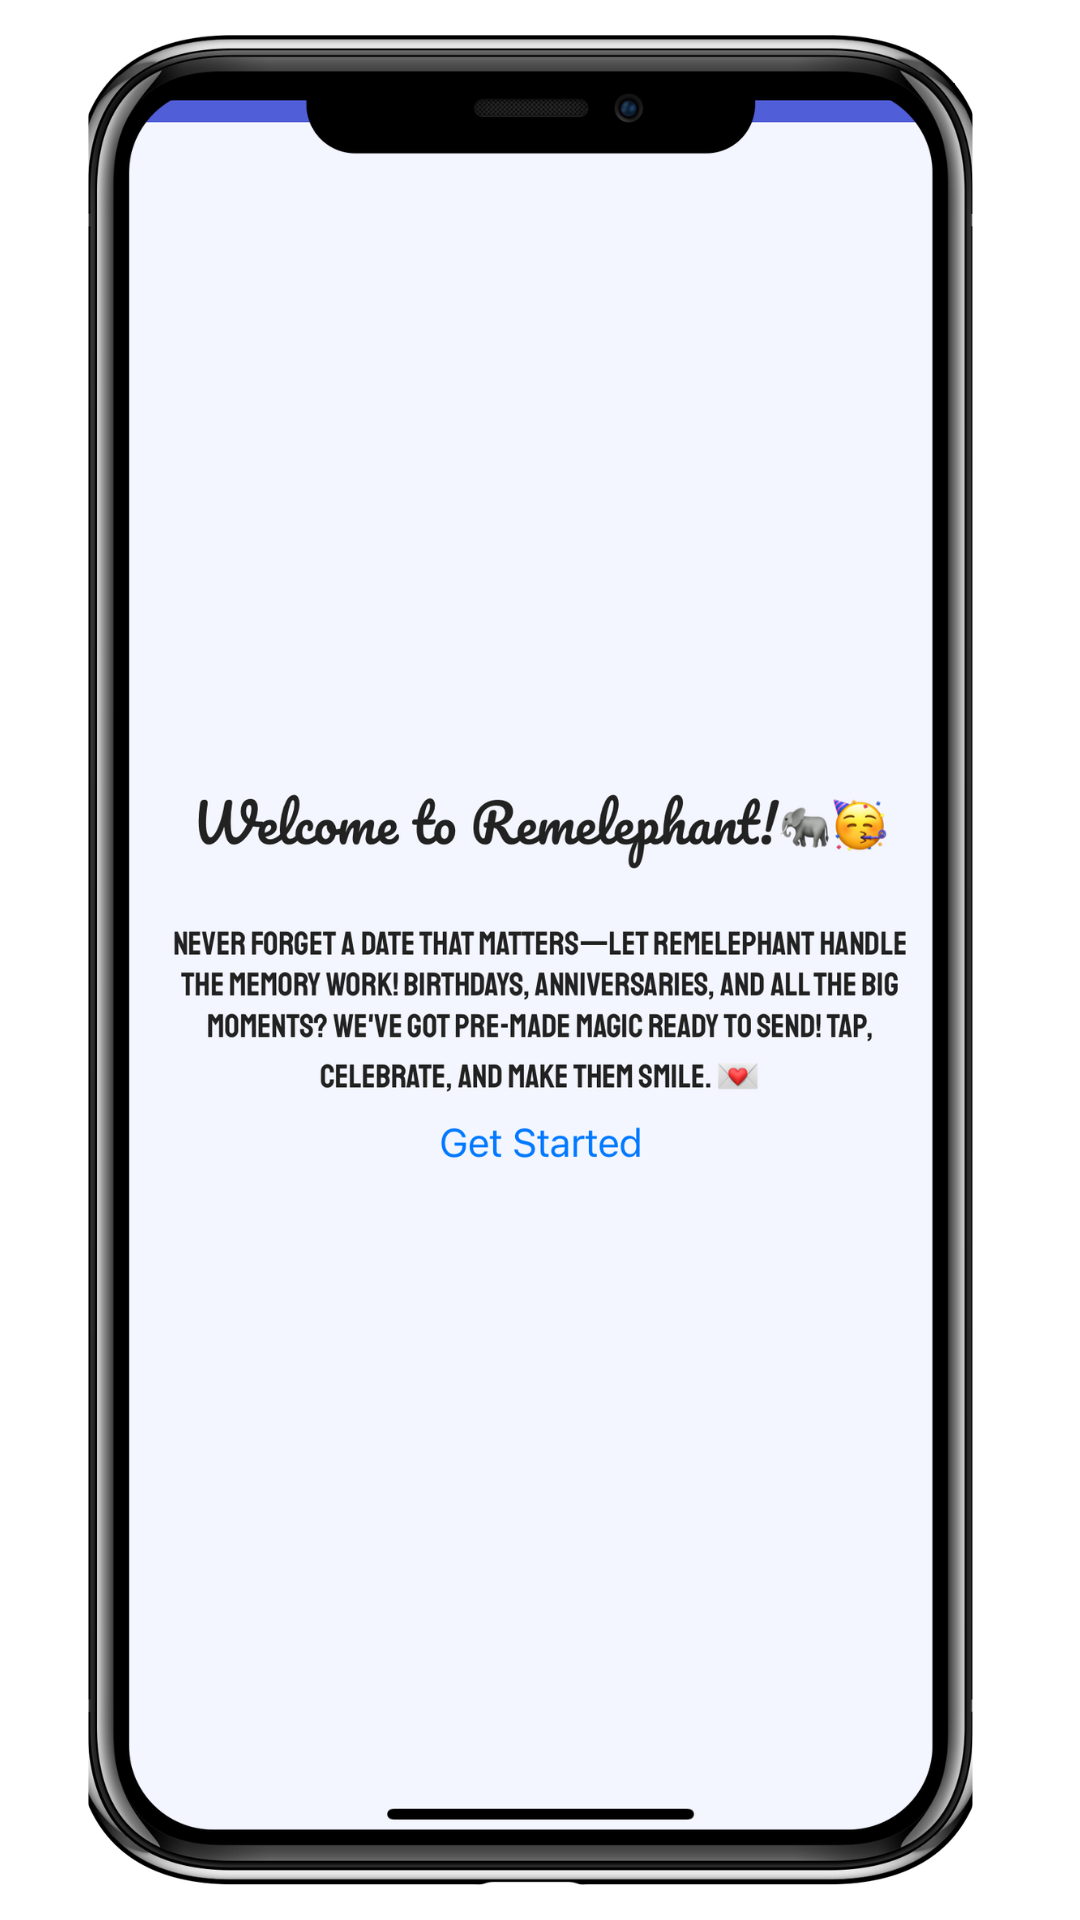 Welcome to Remelephant!🐘🥳
NEVER FORGET A DATE THAT MATTERS—LET REMELEPHANT HANDLE
THE MEMORY WORK! BIRTHDAYS, ANNIVERSARIES, AND ALL THE BIG
MOMENTS? WE'VE GOT PRE-MADE MAGIC READY TO SEND! TAP,
CELEBRATE, AND MAKE THEM SMILE. 💌
Get Started